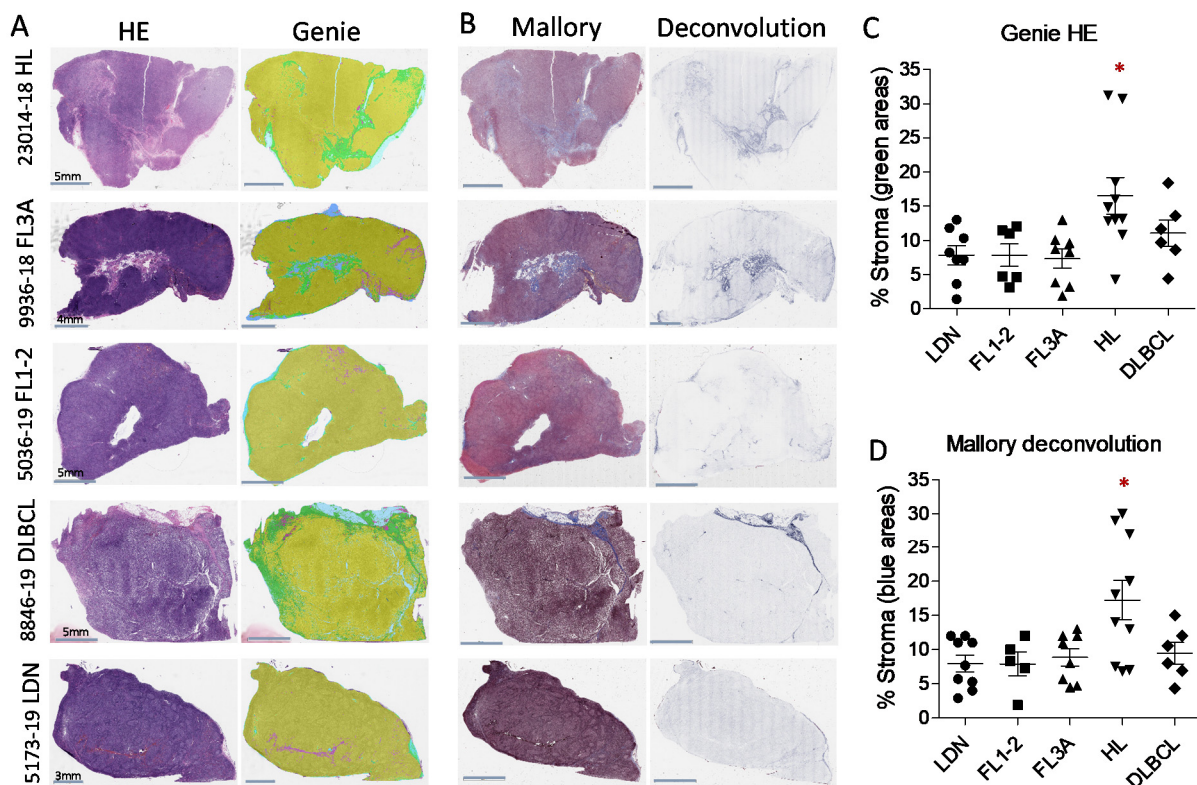 A
HE
Genie
B
Mallory
Deconvolution
23014-18 HL
5mm
9936-18 FL3A
4mm
5036-19 FL1-2
5mm
8846-19 DLBCL
5mm
5173-19 LDN
3mm
C
Genie HE
*
% Stroma (green areas)
35
30
25
20
15
10
5
0
LDN
FL1-2
FL3A
HL
DLBCL
D
Mallory deconvolution
*
% Stroma (blue areas)
35
30
25
20
15
10
5
0
LDN
FL1-2
FL3A
HL
DLBCL